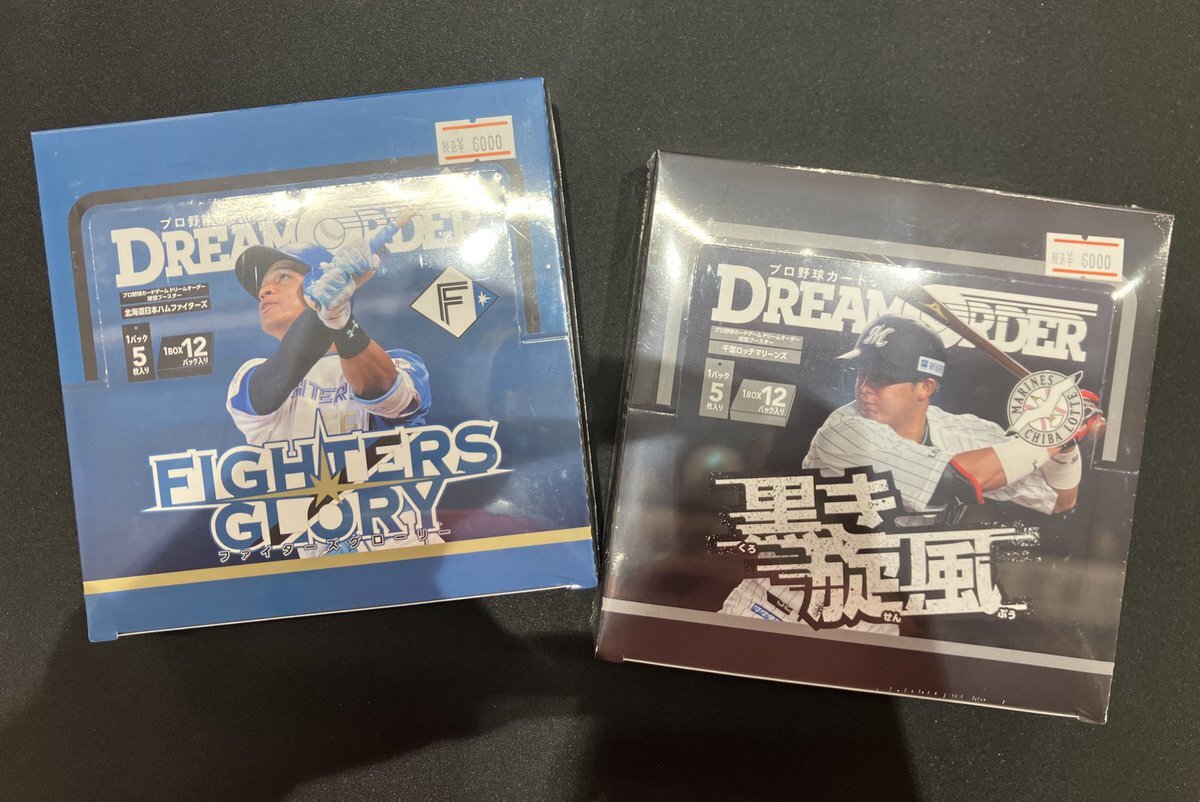 税込¥ 6000
プロ野球カー
DREAM ORDER
プロ野球カードゲーム ドリームオーダー
球団ブースター
北海道日本ハムファイターズ
1パック
5
枚入り
1BOX 12
パック入り
F
FIGHTERS
GLORY
ファイターズグローリー
税込¥ 6000
プロ野球カード
DREAM ORDER
プロ野球カードゲーム ドリームオーダー
球団ブースター
千葉ロッテマリーンズ
1パック
5
枚入り
1BOX 12
パック入り
M
MARINES
CHIBA LOTTE
黒き
くろ
旋風
せん ぷう